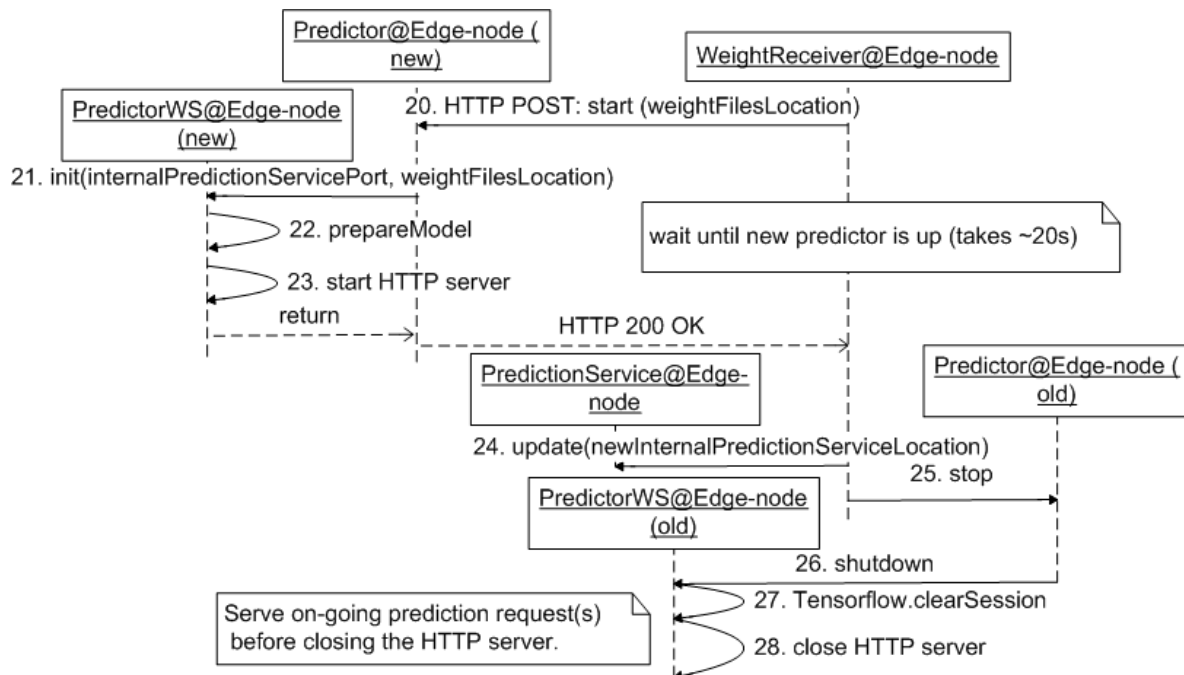 Predictor@Edge-node (
new)
WeightReceiver@Edge-node
PredictorWS@Edge-node
(new)
20. HTTP POST: start (weightFilesLocation)
21. init(internalPredictionServicePort, weightFilesLocation)
22. prepareModel
wait until new predictor is up (takes ~20s)
23. start HTTP server
return
HTTP 200 OK
PredictionService@Edge-
node
Predictor@Edge-node (
old)
24. update(newInternalPredictionServiceLocation)
25. stop
PredictorWS@Edge-node
(old)
26. shutdown
27. Tensorflow.clearSession
Serve on-going prediction request(s)
before closing the HTTP server.
28. close HTTP server